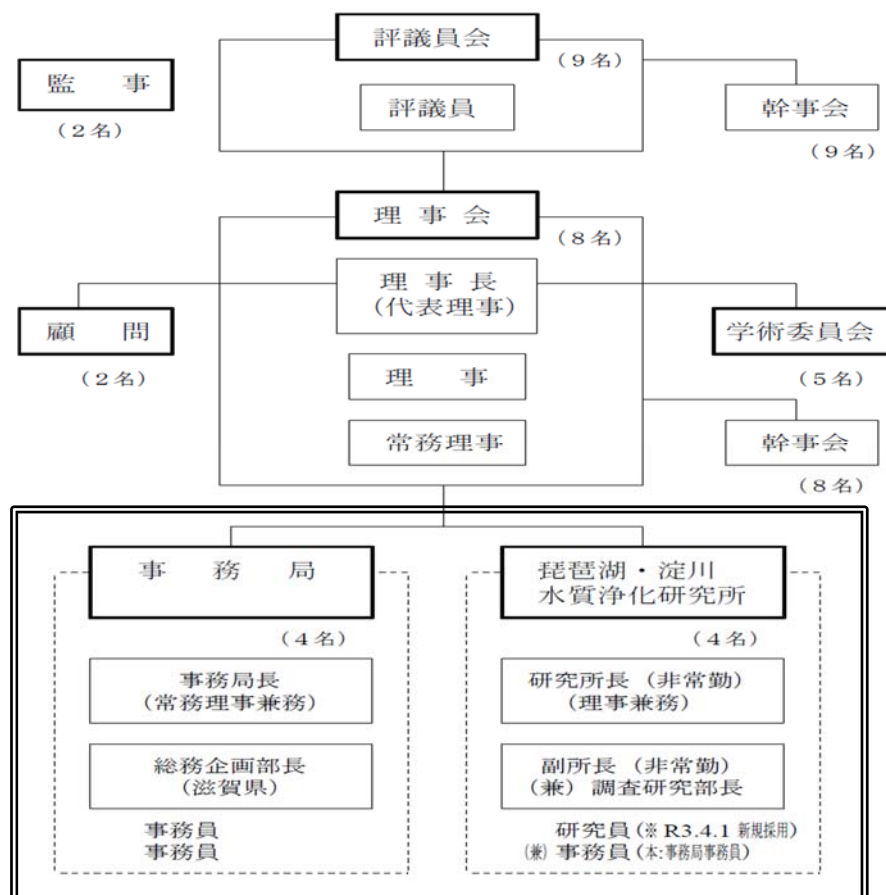 評議員会
（9名）
監　事
（2名）
評議員
幹事会
（9名）
理事会
（8名）
理事長
（代表理事）
顧　問
（2名）
学術委員会
（5名）
理　事
常務理事
幹事会
（8名）
事　務　局
（4名）
事務局長
（常務理事兼務）
総務企画部長
（滋賀県）
事務員
事務員
琵琶湖・淀川
水質浄化研究所
（4名）
研究所長（非常勤）
（理事兼務）
副所長（非常勤）
（兼）調査研究部長
研究員（※ R3.4.1 新規採用）
（兼）事務員（本:事務局事務員）